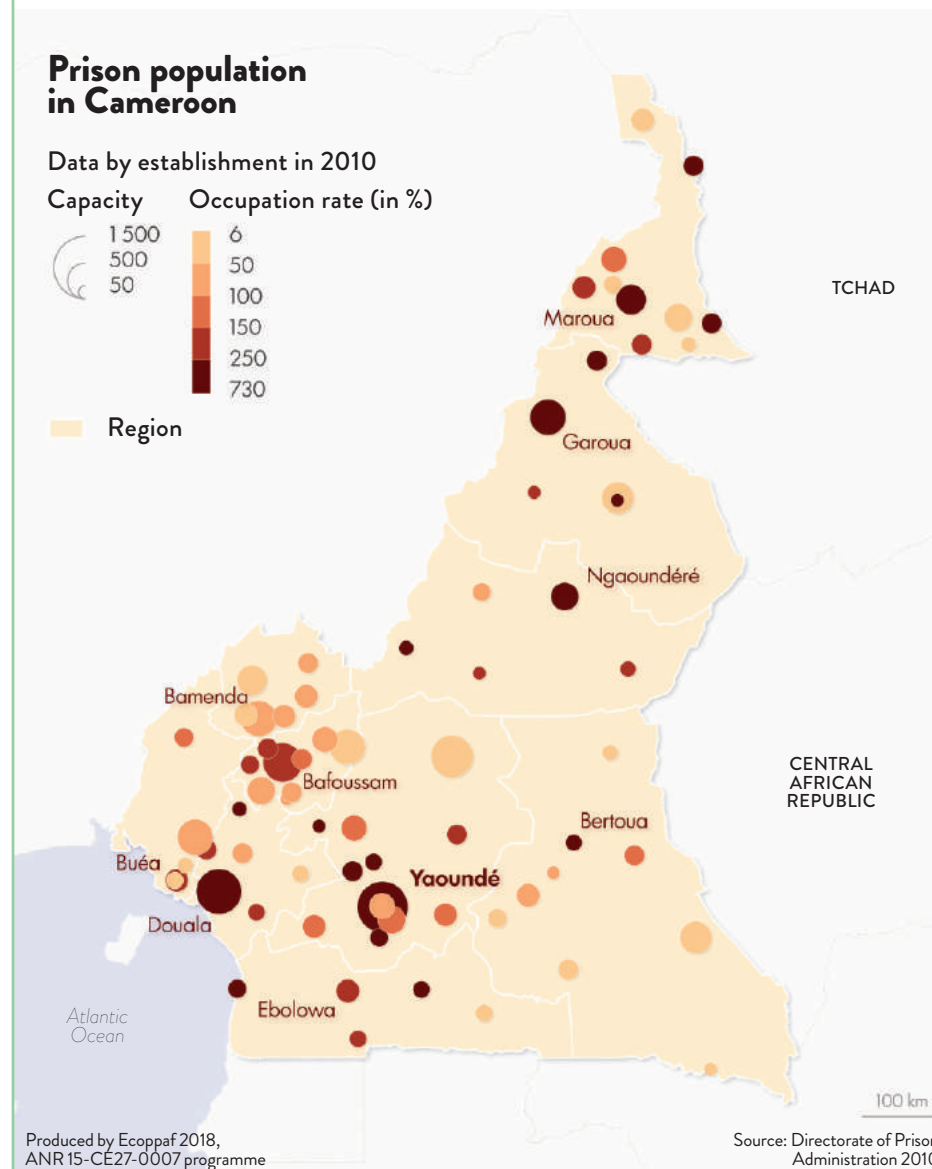 Prison population
in Cameroon
Data by establishment in 2010
Capacity
Occupation rate (in %)
1 500
500
50
6
50
100
150
250
730
Region
TCHAD
Maroua
Garoua
Ngaoundéré
Bamenda
Bafoussam
CENTRAL
AFRICAN
REPUBLIC
Bertoua
Buéa
Yaoundé
Douala
Ebolowa
Atlantic
Ocean
100 km
Produced by Ecoppaf 2018,
ANR 15-CE27-0007 programme
Source: Directorate of Prison
Administration 2010